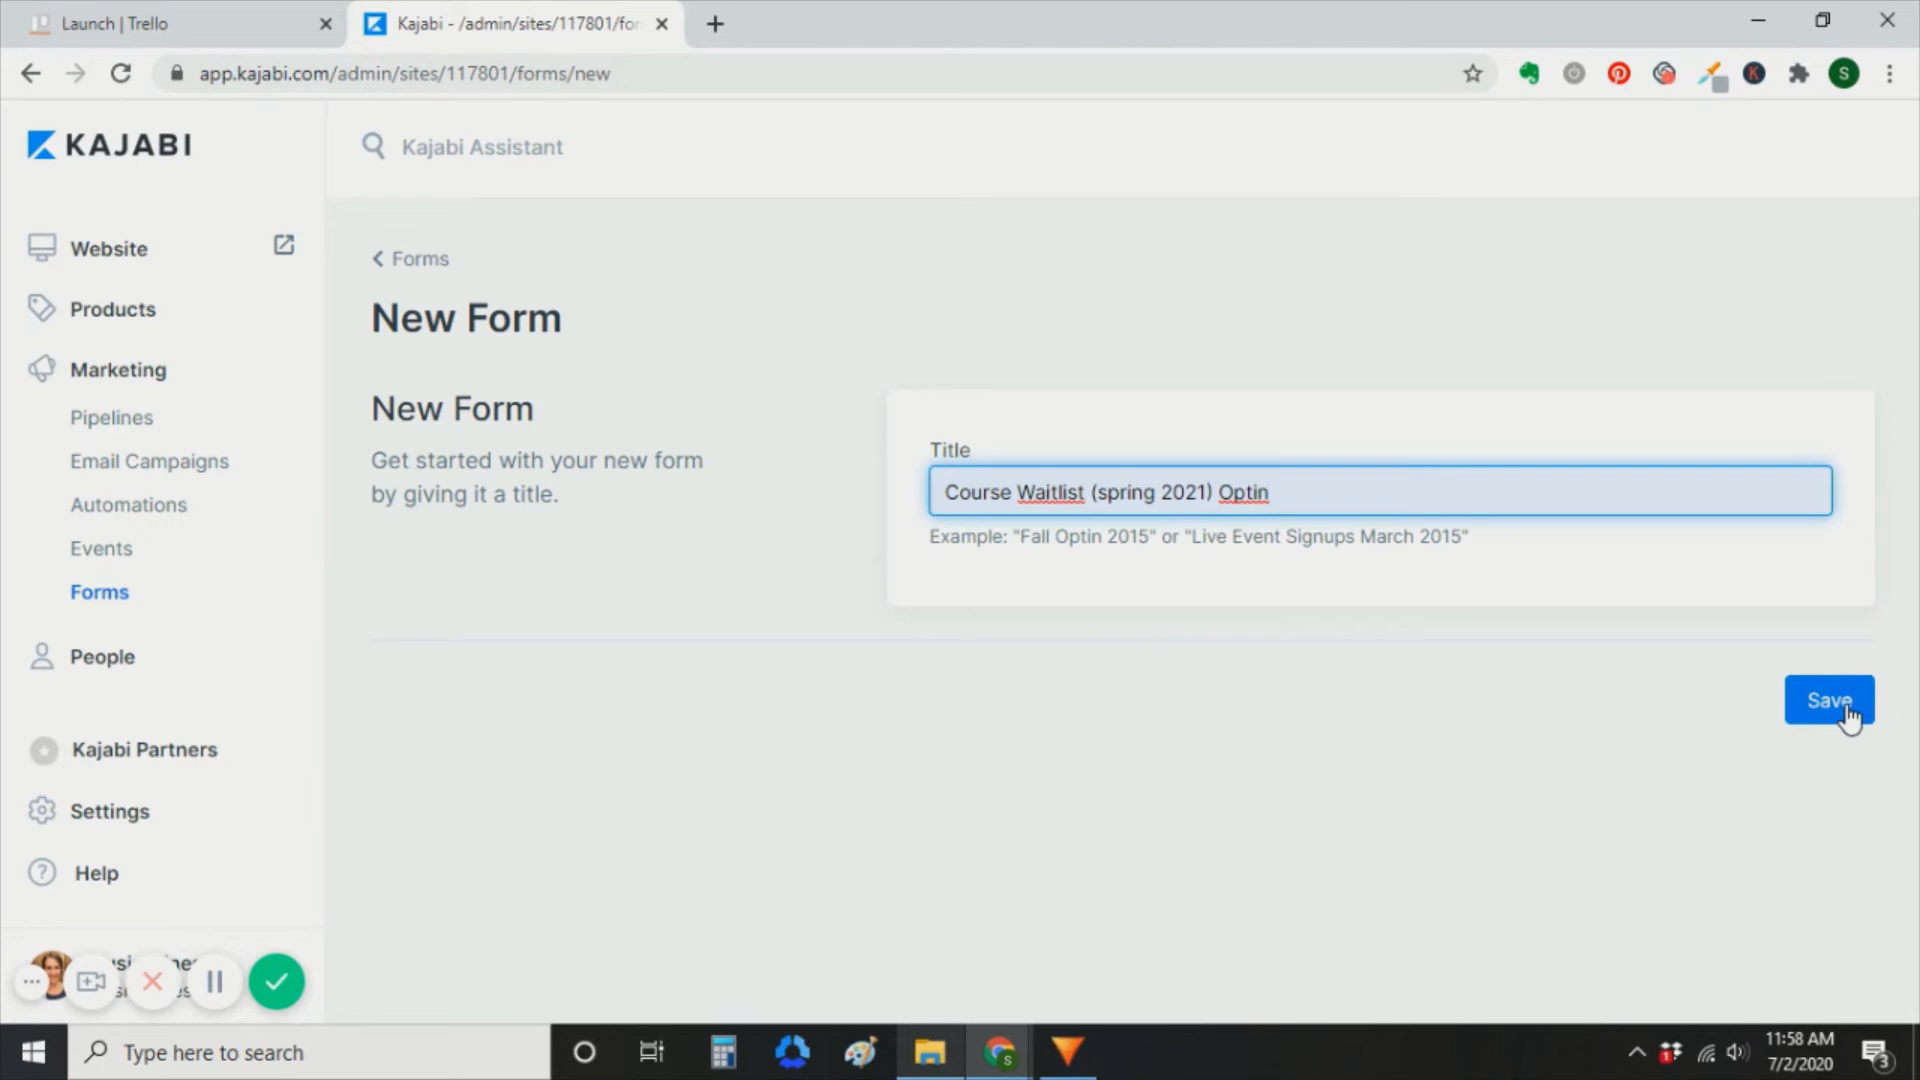 Launch | Trello
Kajabi - /admin/sites/117801/for
app.kajabi.com/admin/sites/117801/forms/new
S
K
KAJABI
Kajabi Assistant
Website
Products
Marketing
Pipelines
Email Campaigns
Automations
Events
Forms
People
Kajabi Partners
Settings
Help
Forms
New Form
New Form
Get started with your new form
by giving it a title.
Title
Course Waitlist (spring 2021) Optin
Example: "Fall Optin 2015" or "Live Event Signups March 2015"
Save
Type here to search
S
1
11:58 AM
7/2/2020
3